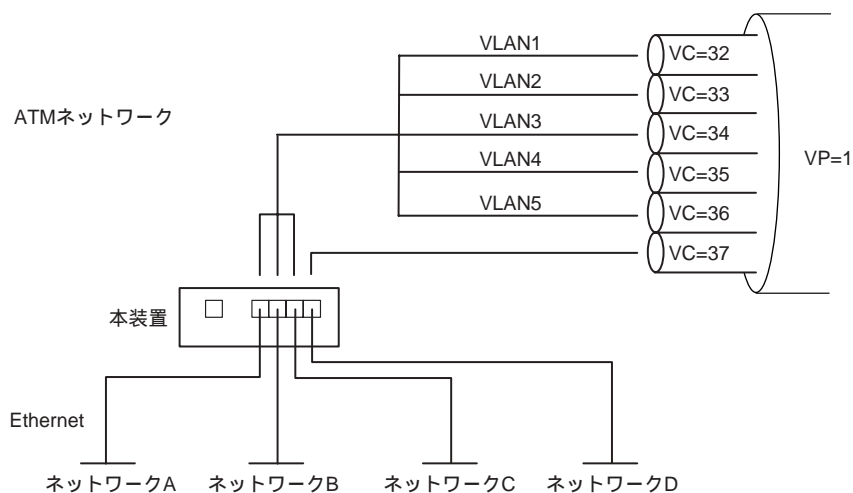 VLAN1
VC=32
VLAN2
VC=33
ATMネットワーク
VLAN3
VC=34
VP=1
VLAN4
VC=35
VLAN5
VC=36
VC=37
本装置
Ethernet
ネットワークA
ネットワークB
ネットワークC
ネットワークD